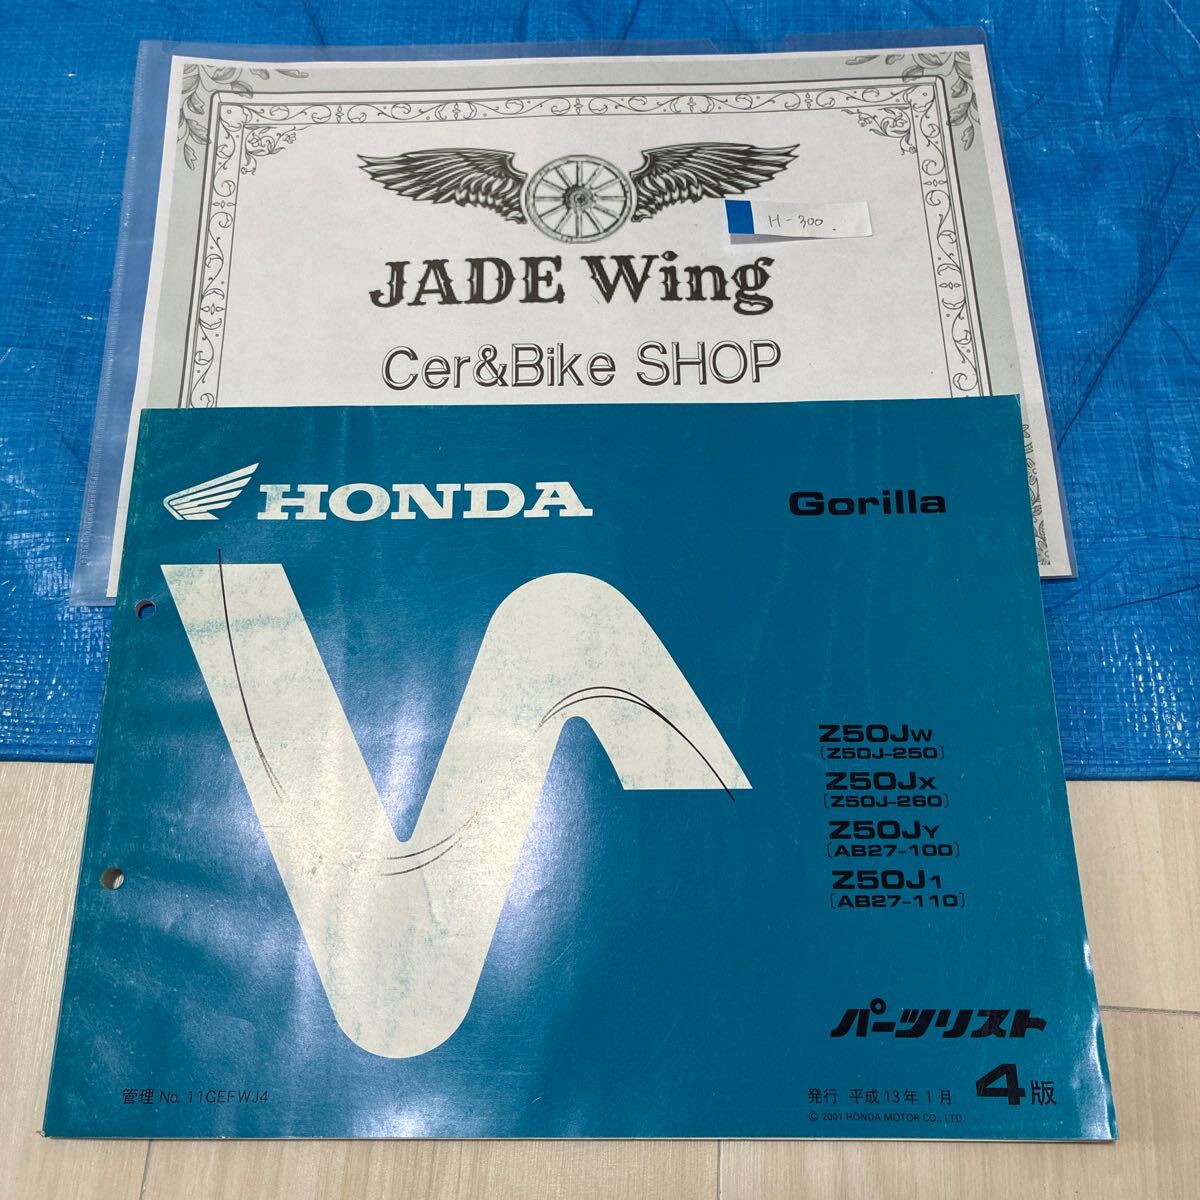 H-300.
JADE Wing
Cer&Bike SHOP
HONDA
Gorilla
Z50JW
[Z50J-250]
Z50JX
[Z50J-260]
Z50JY
[AB27-100]
Z50J1
[AB27-110]
パーツリスト
4版
管理 No. 11GEFWJ4
発行 平成13年1月
© 2001 HONDA MOTOR CO., LTD.